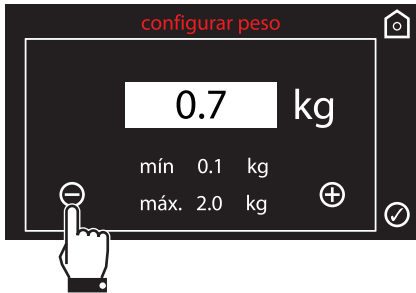 configurar peso
0.7 kg
mín 0.1 kg
máx. 2.0 kg